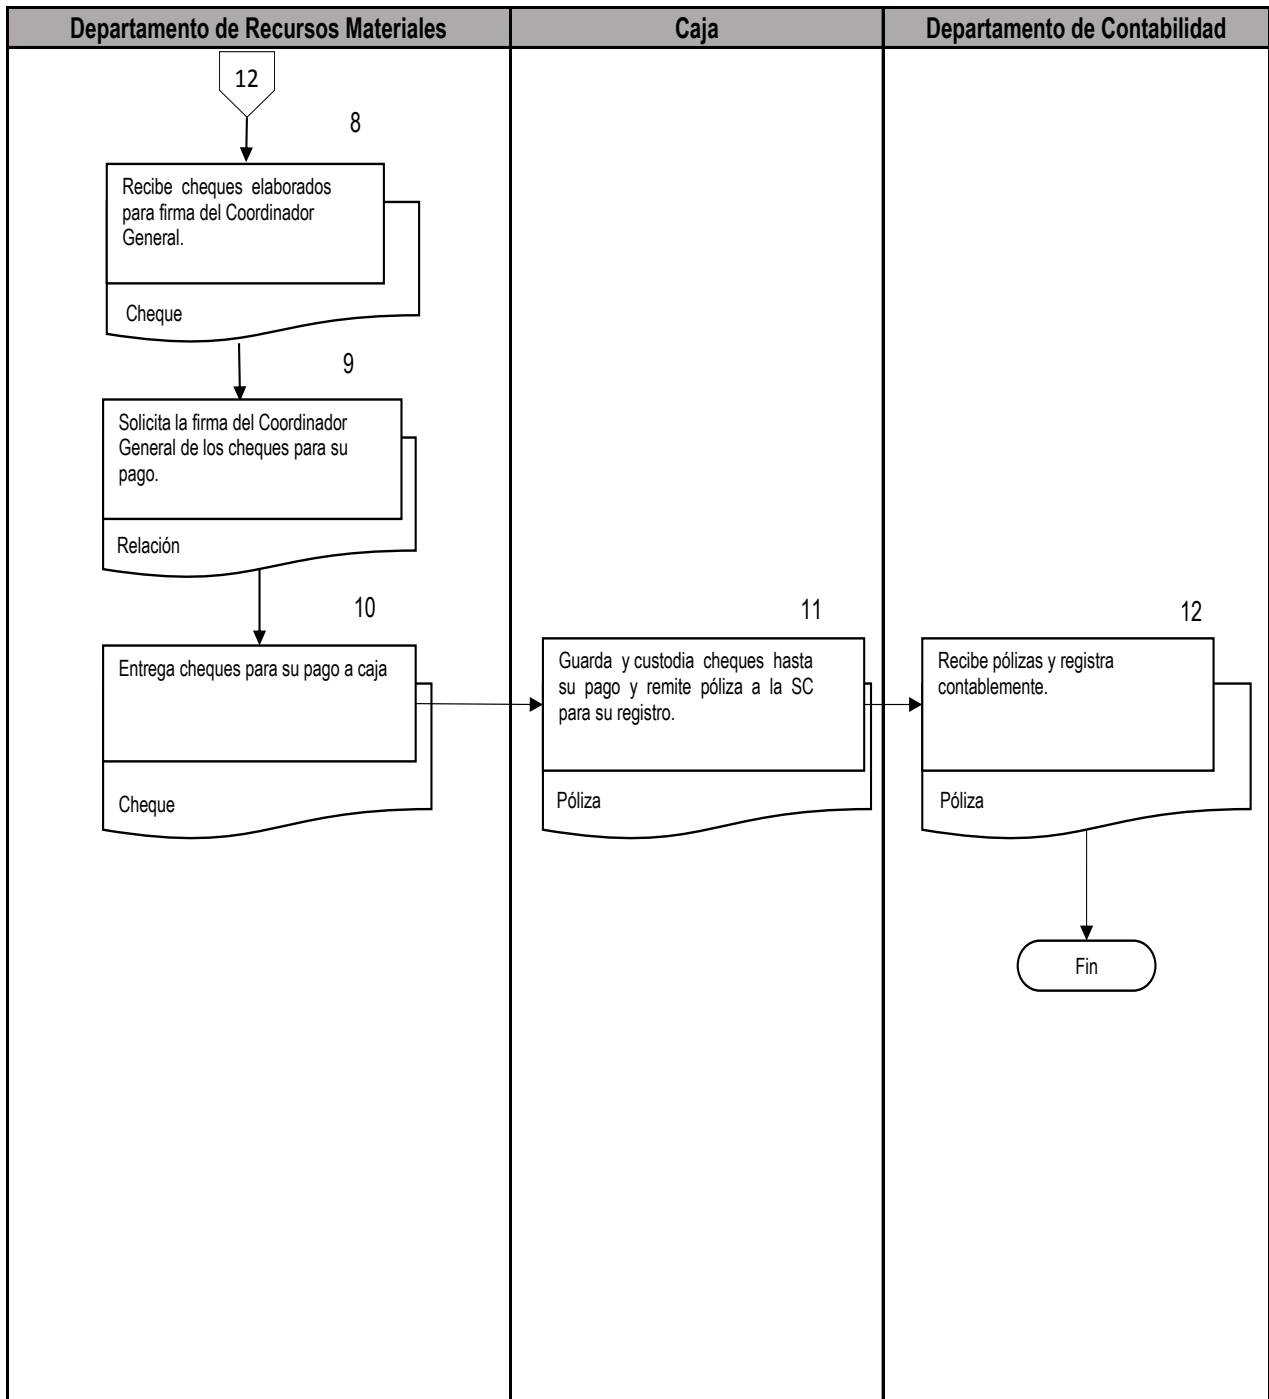 Departamento de Recursos Materiales
Caja
Departamento de Contabilidad
12
8
Recibe cheques elaborados
para firma del Coordinador
General.
Cheque
9
Solicita la firma del Coordinador
General de los cheques para su
pago.
Relación
10
Entrega cheques para su pago a caja
Cheque
11
Guarda y custodia cheques hasta
su pago y remite póliza a la SC
para su registro.
Póliza
12
Recibe pólizas y registra
contablemente.
Póliza
Fin